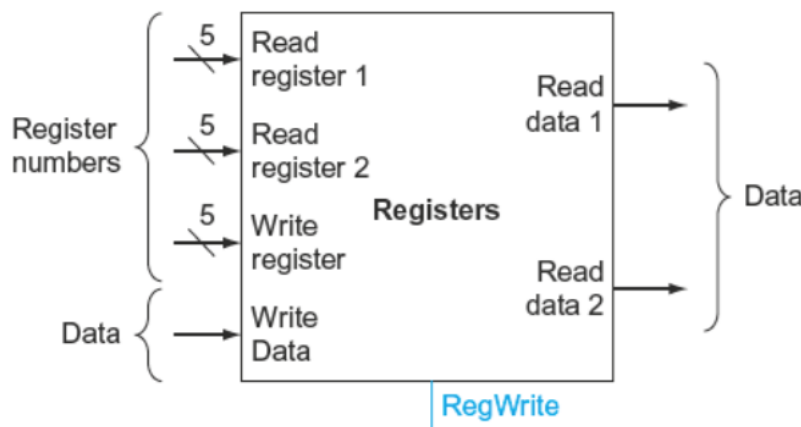 Register
numbers
Data
5
Read
register 1
5
Read
register 2
5
Write
register
Write
Data
Registers
Read
data 1
Read
data 2
Data
RegWrite